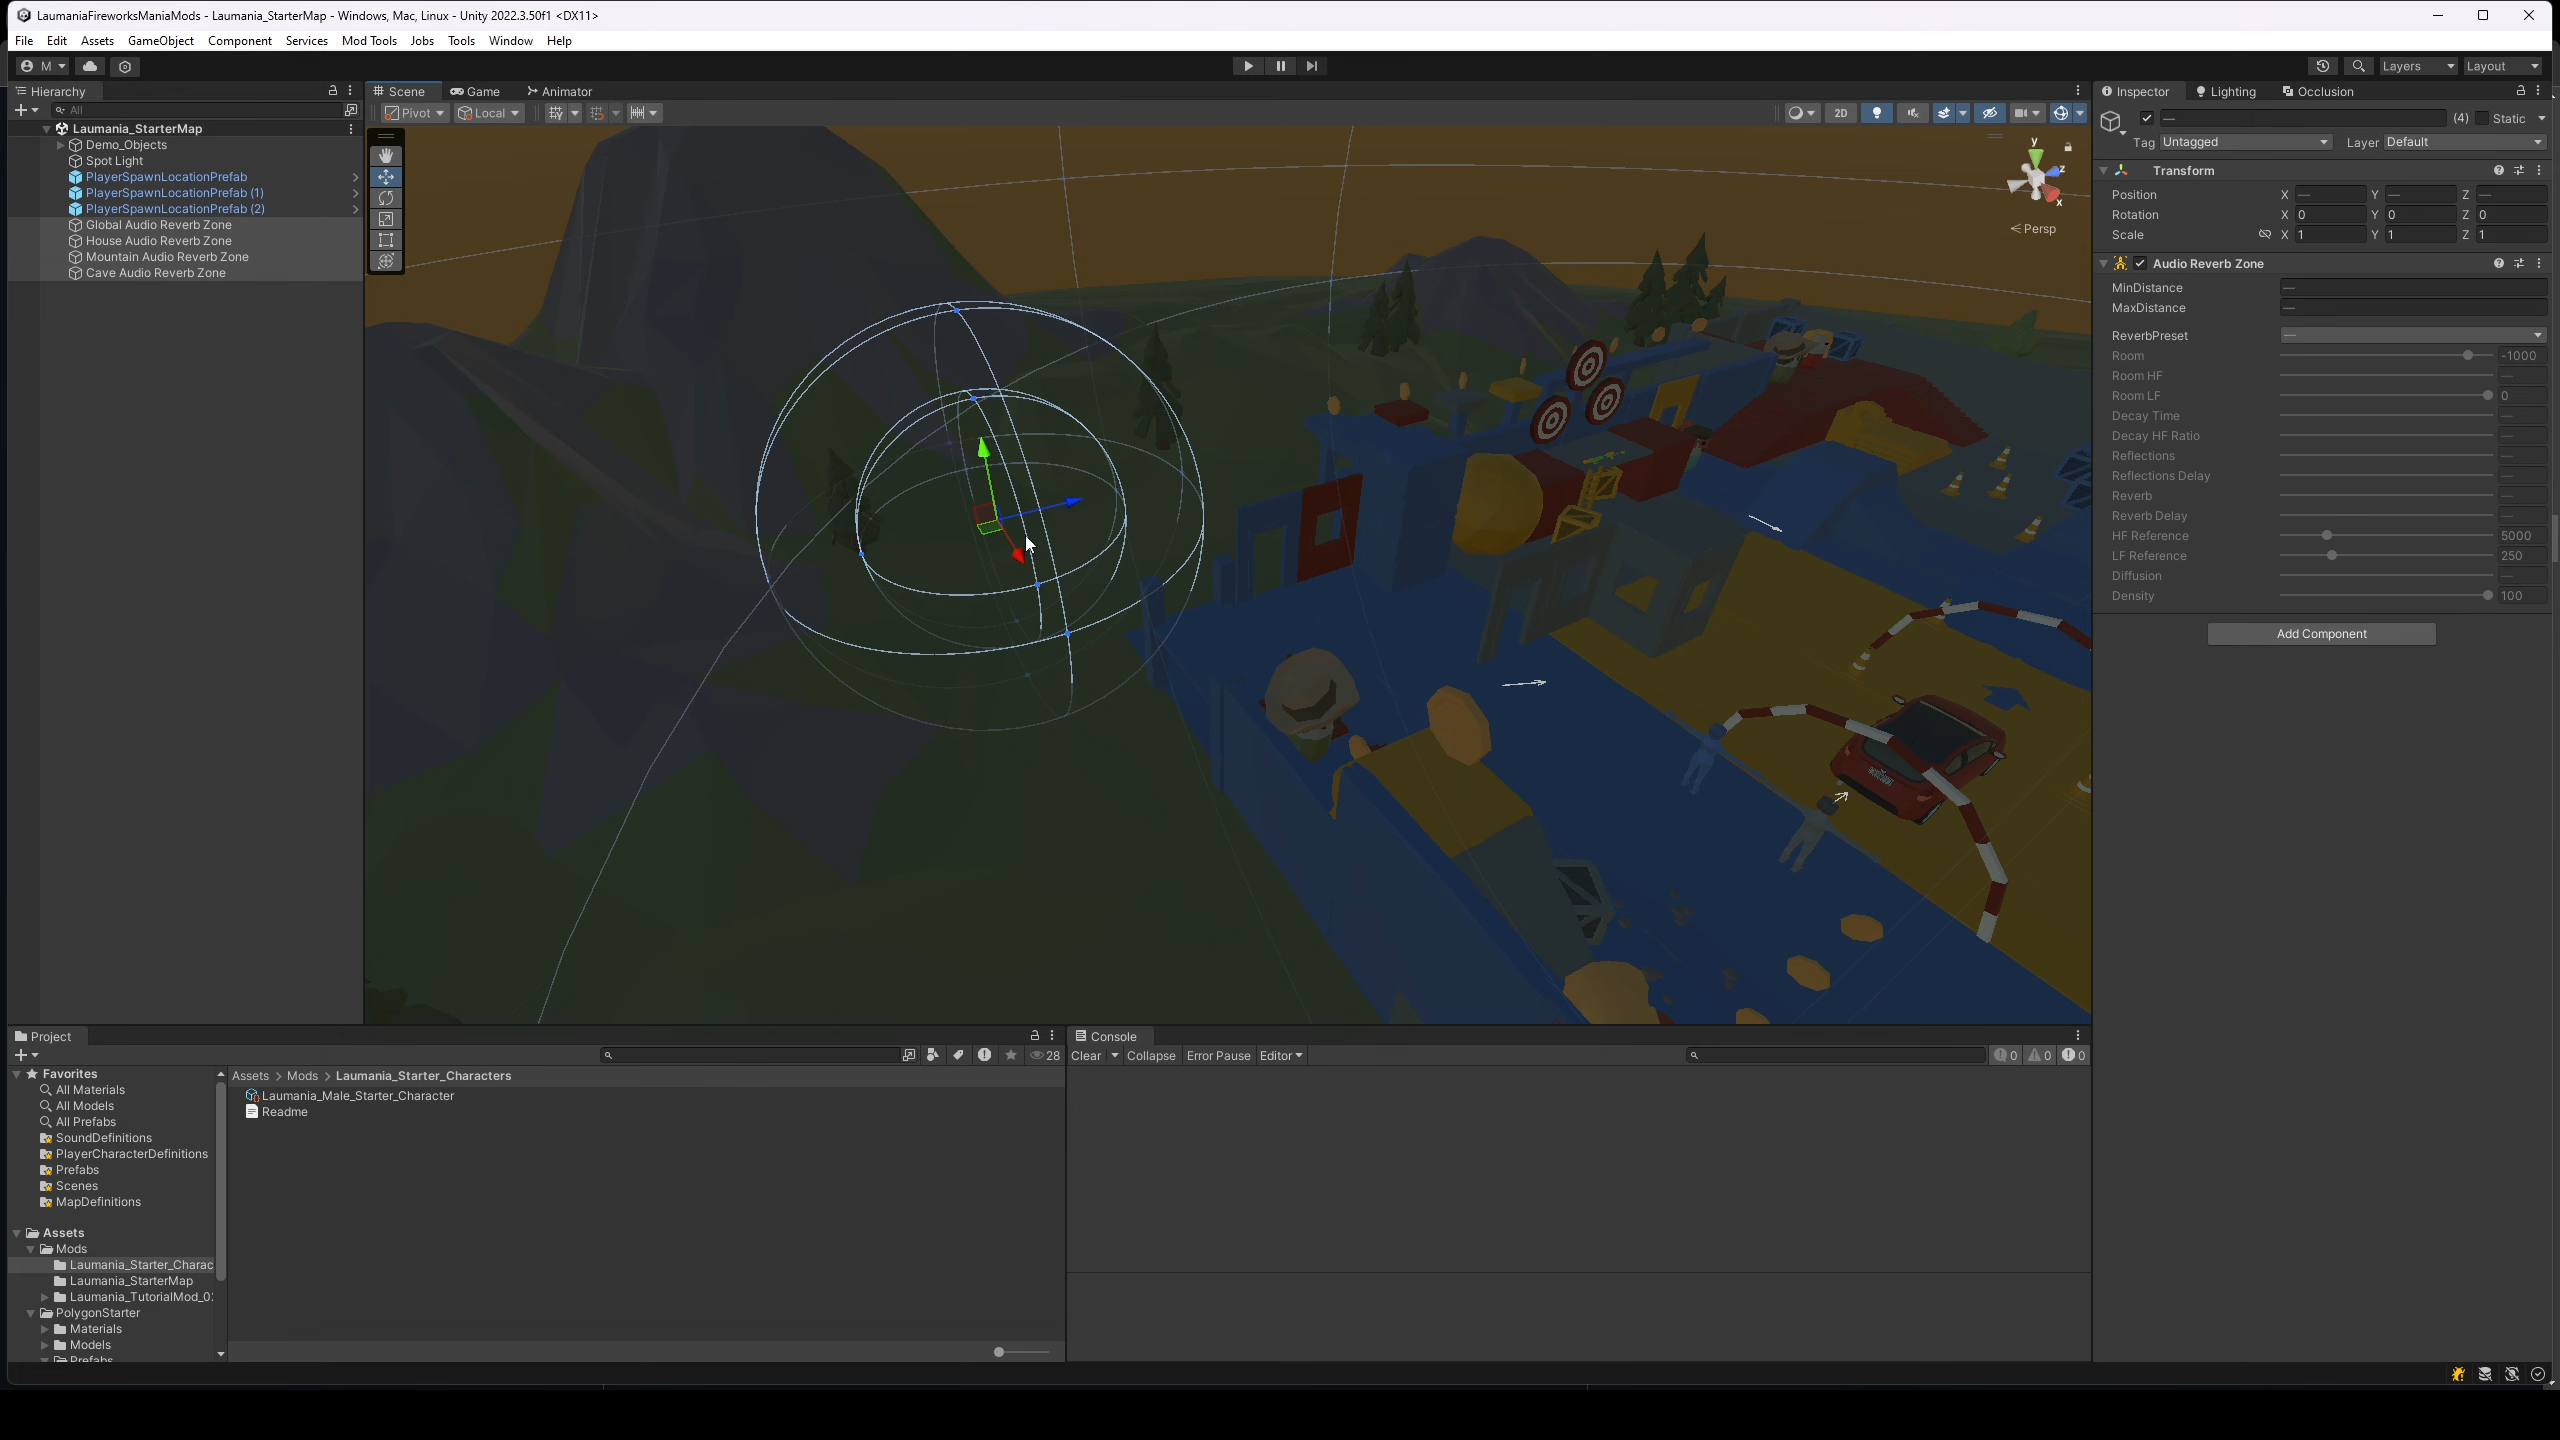 LaumaniaFireworksManiaMods - Laumania_StarterMap - Windows, Mac, Linux - Unity 2022.3.50f1 <DX11>
File Edit Assets GameObject Component Services Mod Tools Jobs Tools Window Help
M
Layers Layout
Hierarchy
All
Laumania_StarterMap
Demo_Objects
Spot Light
PlayerSpawnLocationPrefab
PlayerSpawnLocationPrefab (1)
PlayerSpawnLocationPrefab (2)
Global Audio Reverb Zone
House Audio Reverb Zone
Mountain Audio Reverb Zone
Cave Audio Reverb Zone
Scene Game Animator
Pivot Local 2D
y
z
x
Persp
Inspector Lighting Occlusion
— (4) Static
Tag Untagged Layer Default
Transform
Position X — Y — Z —
Rotation X 0 Y 0 Z 0
Scale X 1 Y 1 Z 1
Audio Reverb Zone
MinDistance —
MaxDistance —
ReverbPreset —
Room -1000
Room HF —
Room LF 0
Decay Time —
Decay HF Ratio —
Reflections —
Reflections Delay —
Reverb —
Reverb Delay —
HF Reference 5000
LF Reference 250
Diffusion —
Density 100
Add Component
Project
28
Favorites
All Materials
All Models
All Prefabs
SoundDefinitions
PlayerCharacterDefinitions
Prefabs
Scenes
MapDefinitions
Assets
Mods
Laumania_Starter_Charac
Laumania_StarterMap
Laumania_TutorialMod_0
PolygonStarter
Materials
Models
Prefabs
Assets > Mods > Laumania_Starter_Characters
Laumania_Male_Starter_Character
Readme
Console
Clear Collapse Error Pause Editor
0 0 0